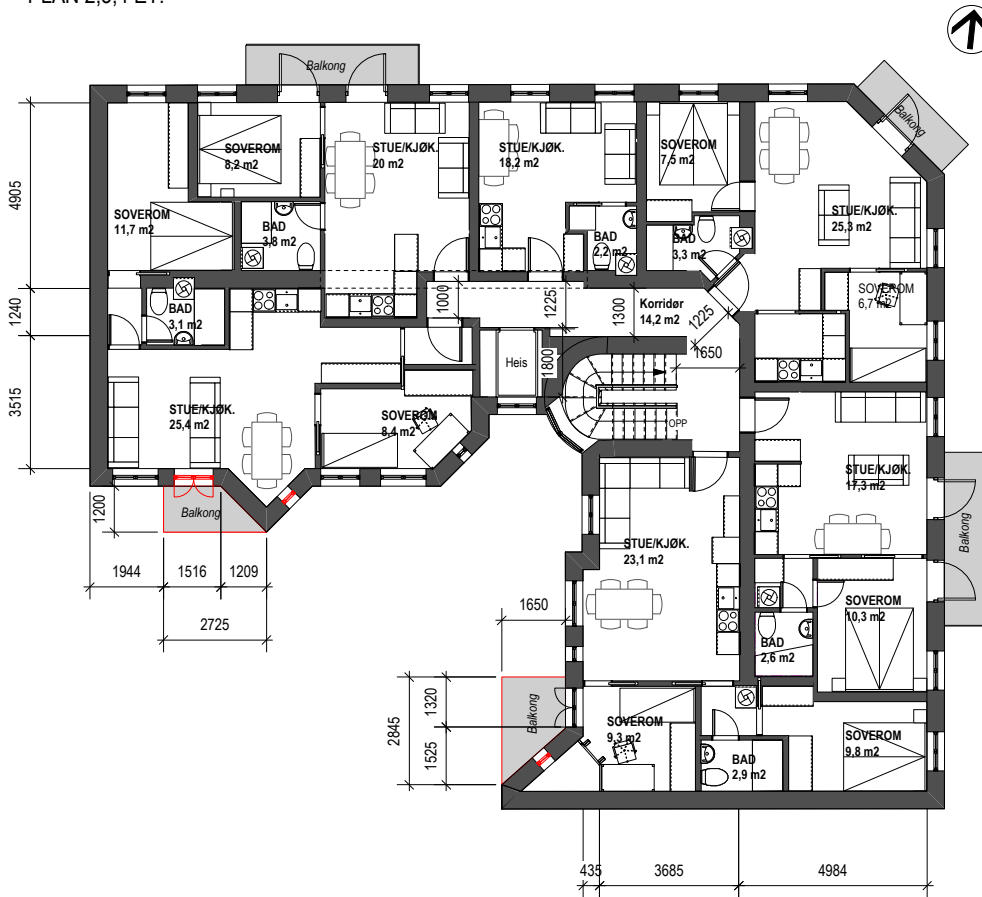 Balkong
SOVEROM
8,2 m2
STUE/KJØK.
20 m2
STUE/KJØK.
18,2 m2
SOVEROM
7,5 m2
Balkong
SOVEROM
11,7 m2
BAD
3,8 m2
BAD
2,2 m2
BAD
3,3 m2
STUE/KJØK.
25,3 m2
4905
1240
3515
1200
BAD
3,1 m2
1000
1225
1300
Korridør
14,2 m2
1225
1650
SOVEROM
6,7 m2
Heis
1800
OPP
STUE/KJØK.
25,4 m2
SOVEROM
8,4 m2
Balkong
STUE/KJØK.
17,3 m2
Balkong
STUE/KJØK.
23,1 m2
1944
1516
1209
2725
1650
SOVEROM
10,3 m2
BAD
2,6 m2
2845
1320
1525
Balkong
SOVEROM
9,3 m2
BAD
2,9 m2
SOVEROM
9,8 m2
435
3685
4984